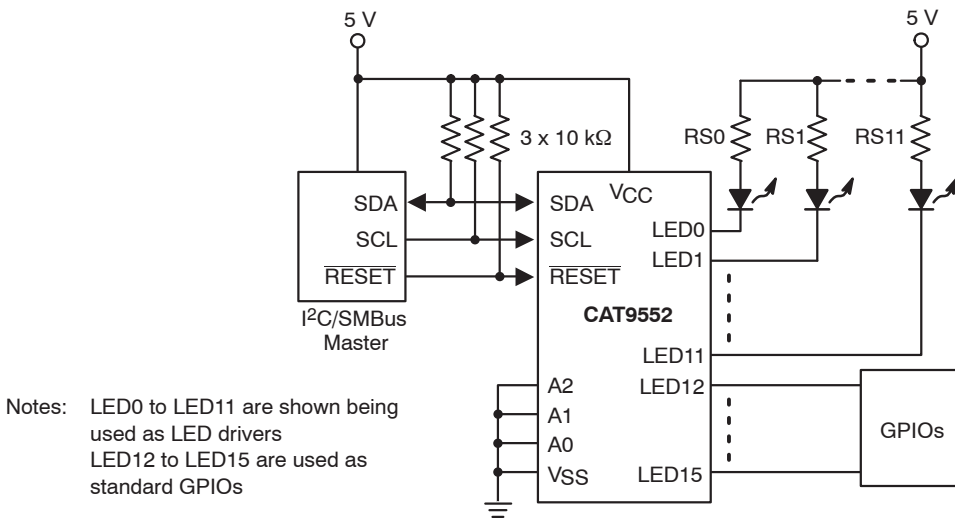 5 V
5 V
3 x 10 kΩ
RS0
RS1
RS11
SDA
SCL
RESET
I2C/SMBus
Master
VCC
SDA
SCL
RESET
CAT9552
LED0
LED1
LED11
LED12
LED15
A2
A1
A0
VSS
GPIOs
Notes: LED0 to LED11 are shown being
used as LED drivers
LED12 to LED15 are used as
standard GPIOs